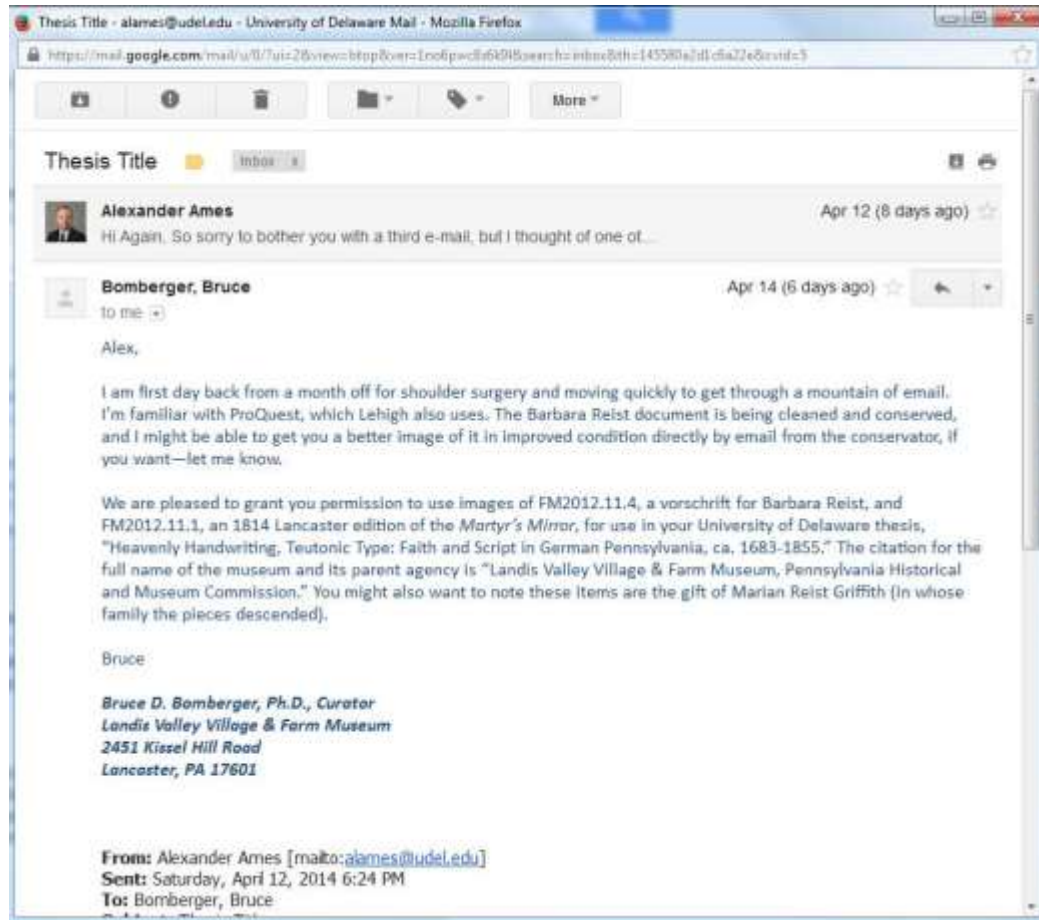 Thesis Title - alames@udel.edu - University of Delaware Mail - Mozilla Firefox
https://mail.google.com/mail/u/0/?ui=2&view=btop&ver=
More
Thesis Title Inbox x
Alexander Ames Apr 12 (8 days ago)
Hi Again, So sorry to bother you with a third e-mail, but I thought of one ot...
Bomberger, Bruce Apr 14 (6 days ago)
to me
Alex,
I am first day back from a month off for shoulder surgery and moving quickly to get through a mountain of email.
I'm familiar with ProQuest, which Lehigh also uses. The Barbara Reist document is being cleaned and conserved,
and I might be able to get you a better image of it in improved condition directly by email from the conservator, if
you want—let me know.
We are pleased to grant you permission to use images of FM2012.11.4, a vorschrift for Barbara Reist, and
FM2012.11.1, an 1814 Lancaster edition of the Martyr's Mirror, for use in your University of Delaware thesis,
"Heavenly Handwriting, Teutonic Type: Faith and Script in German Pennsylvania, ca. 1683-1855." The citation for the
full name of the museum and its parent agency is "Landis Valley Village & Farm Museum, Pennsylvania Historical
and Museum Commission." You might also want to note these items are the gift of Marian Reist Griffith (in whose
family the pieces descended).
Bruce
Bruce D. Bomberger, Ph.D., Curator
Landis Valley Village & Farm Museum
2451 Kissel Hill Road
Lancaster, PA 17601
From: Alexander Ames [mailto:alames@udel.edu]
Sent: Saturday, April 12, 2014 6:24 PM
To: Bomberger, Bruce